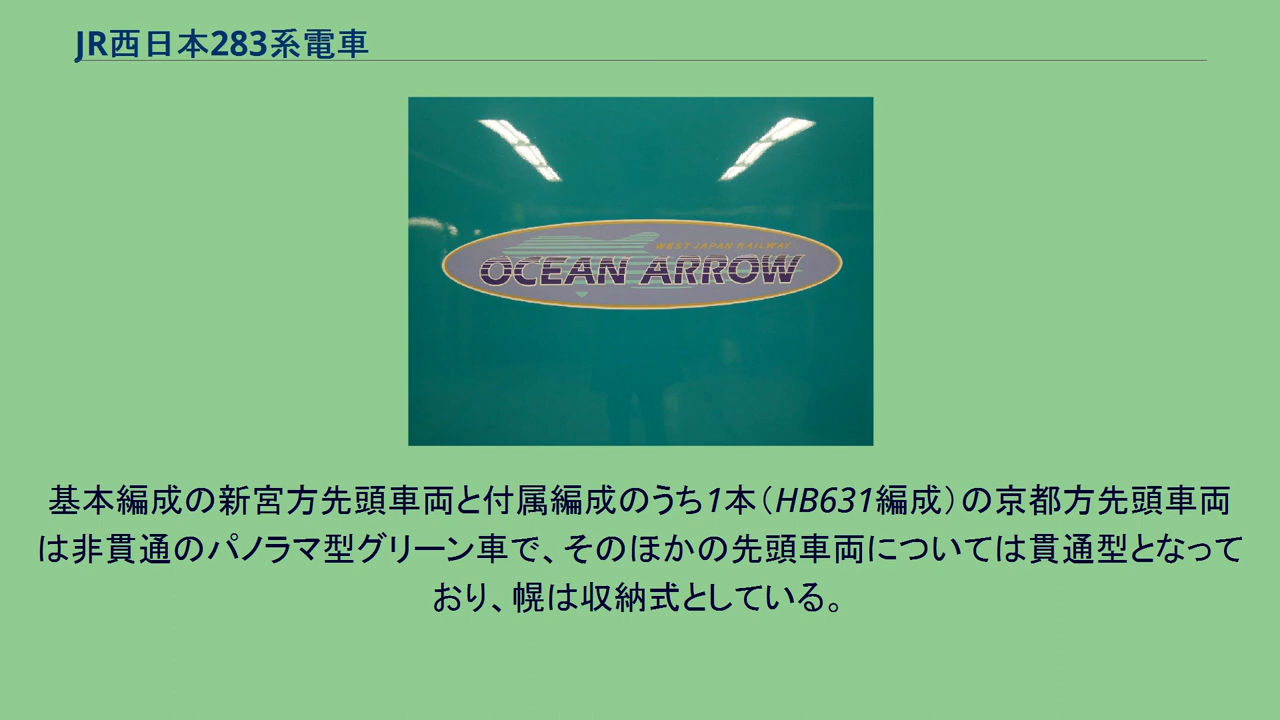 JR西日本283系電車
WEST JAPAN RAILWAY
OCEAN ARROW
基本編成の新宮方先頭車両と付属編成のうち1本（HB631編成）の京都方先頭車両
は非貫通のパノラマ型グリーン車で、そのほかの先頭車両については貫通型となって
おり、幌は収納式としている。